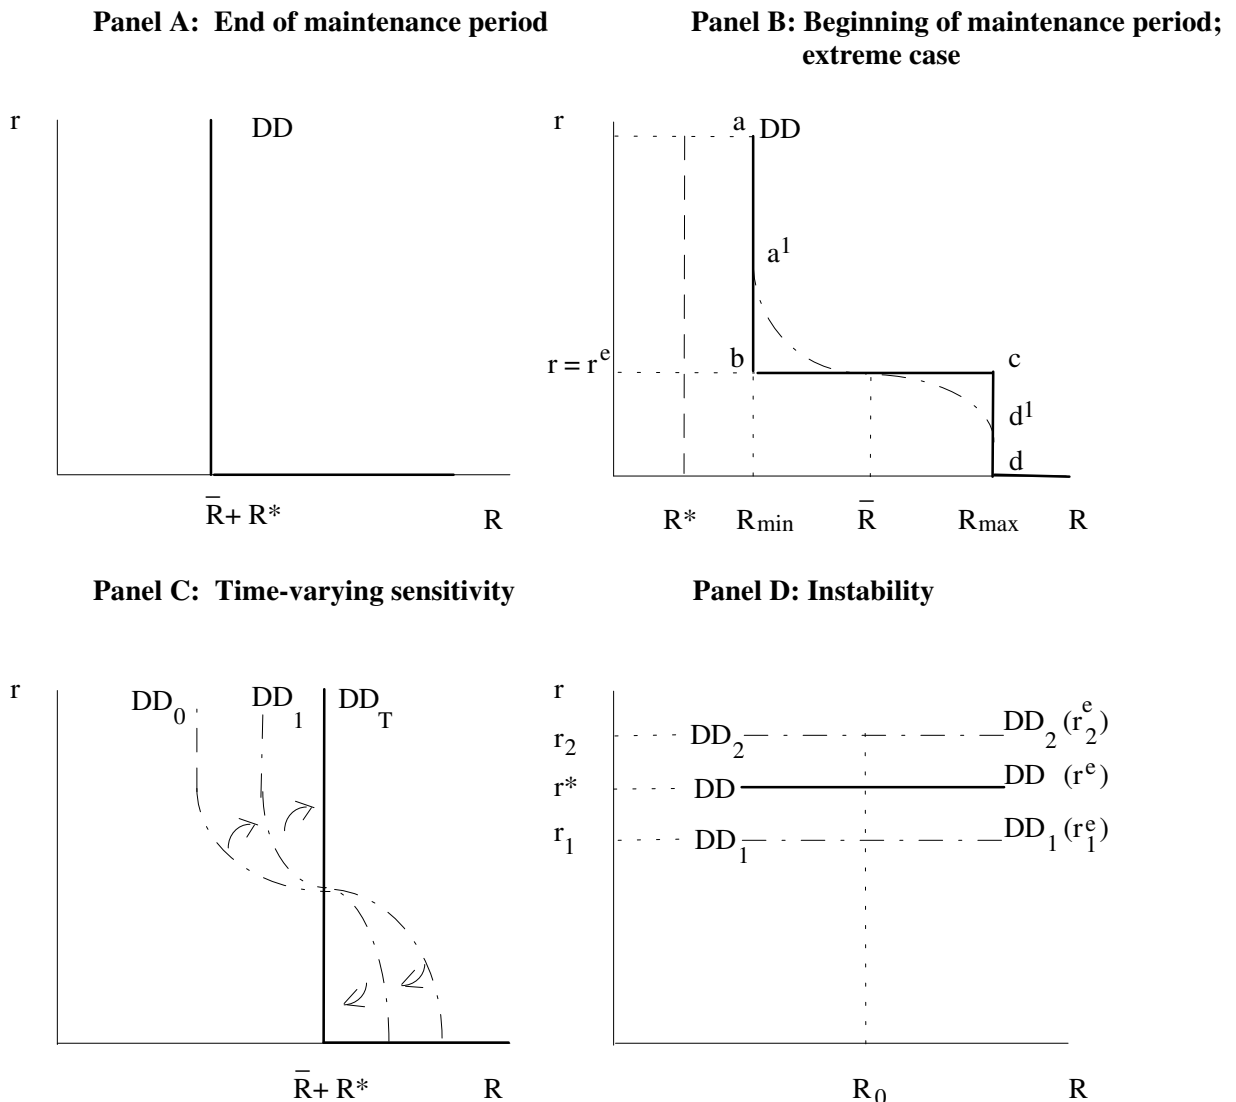 Panel A: End of maintenance period
Panel B: Beginning of maintenance period;
extreme case
r
DD
R̄ + R*
R
r
a
DD
a¹
r = rᵉ
b
c
d¹
d
R*
Rmin
R̄
Rmax
R
Panel C: Time-varying sensitivity
Panel D: Instability
r
DD₀
DD₁
DD_T
R̄ + R*
R
r
r₂
DD₂
DD₂ (r₂ᵉ)
r*
DD
DD (rᵉ)
r₁
DD₁
DD₁ (r₁ᵉ)
R₀
R